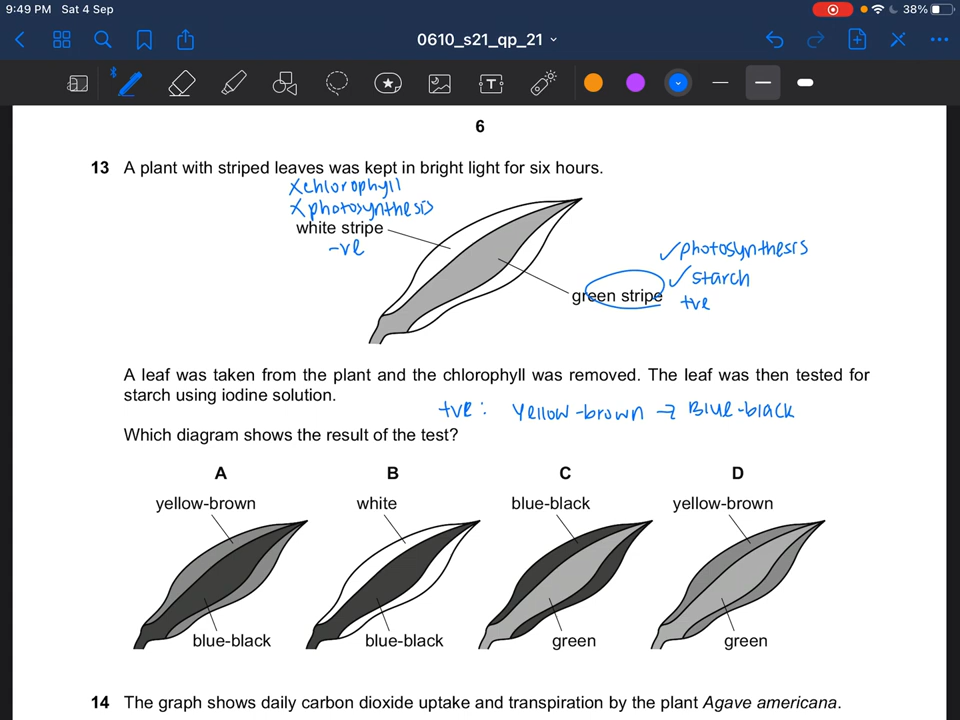 9:49 PM Sat 4 Sep
38%
0610_s21_qp_21
T
6
13 A plant with striped leaves was kept in bright light for six hours.
Xchlorophyll
X photosynthesis
white stripe
-ve
✓photosynthesis
✓starch
green stripe
+ve
A leaf was taken from the plant and the chlorophyll was removed. The leaf was then tested for
starch using iodine solution.
+ve : Yellow-brown → Blue-black
Which diagram shows the result of the test?
A B C D
yellow-brown white blue-black yellow-brown
blue-black blue-black green green
14 The graph shows daily carbon dioxide uptake and transpiration by the plant Agave americana.